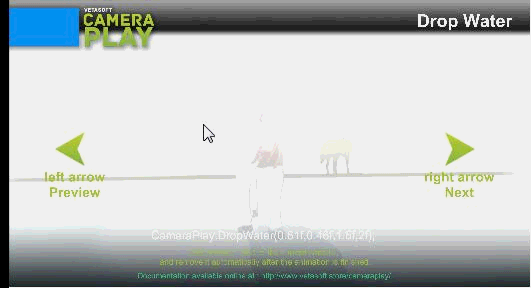 VETASOFT
CAMERA
PLAY
Drop Water
left arrow
Preview
right arrow
Next
CameraPlay.DropWater(0.61f,0.46f,1.6f,2f);
and remove it automatically after the animation is finished.
Documentation available online at : http://www.vetasoft.store/cameraplay/